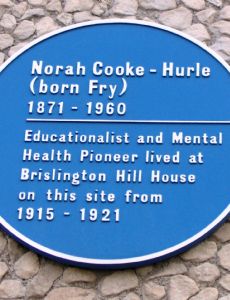 Norah Cooke - Hurle
(born Fry)
1871 - 1960
Educationalist and Mental
Health Pioneer lived at
Brislington Hill House
on this site from
1915 - 1921